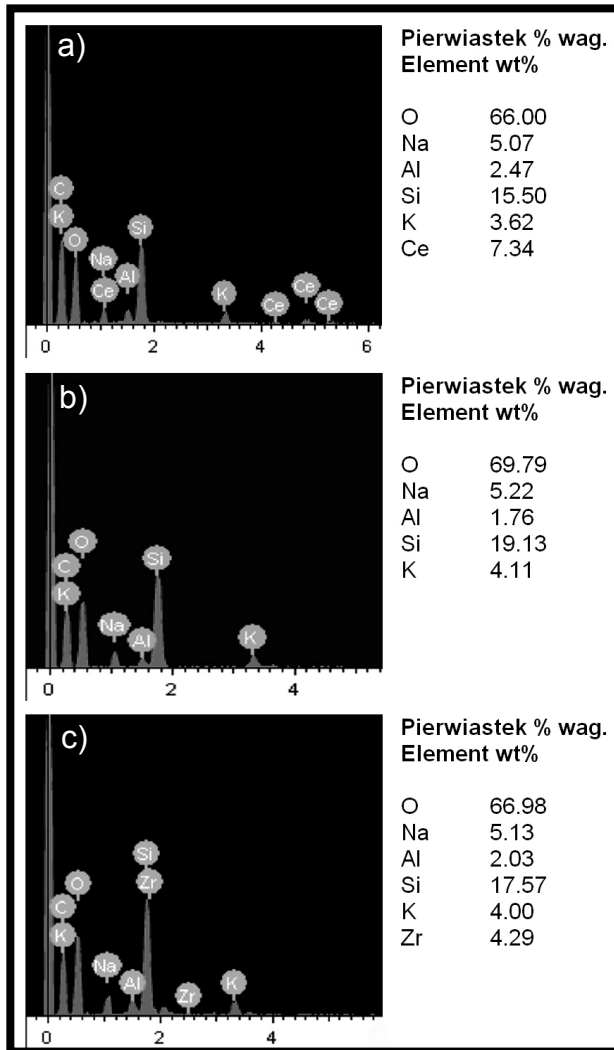 a)
Pierwiastek % wag.
Element wt%
O 66.00
Na 5.07
Al 2.47
Si 15.50
K 3.62
Ce 7.34
C
K
O
Na
Ce
Al
Si
K
Ce
Ce
Ce
0 2 4 6
b)
Pierwiastek % wag.
Element wt%
O 69.79
Na 5.22
Al 1.76
Si 19.13
K 4.11
O
C
K
Na
Al
Si
K
0 2 4
c)
Pierwiastek % wag.
Element wt%
O 66.98
Na 5.13
Al 2.03
Si 17.57
K 4.00
Zr 4.29
O
C
K
Na
Al
Si
Zr
Zr
K
0 2 4